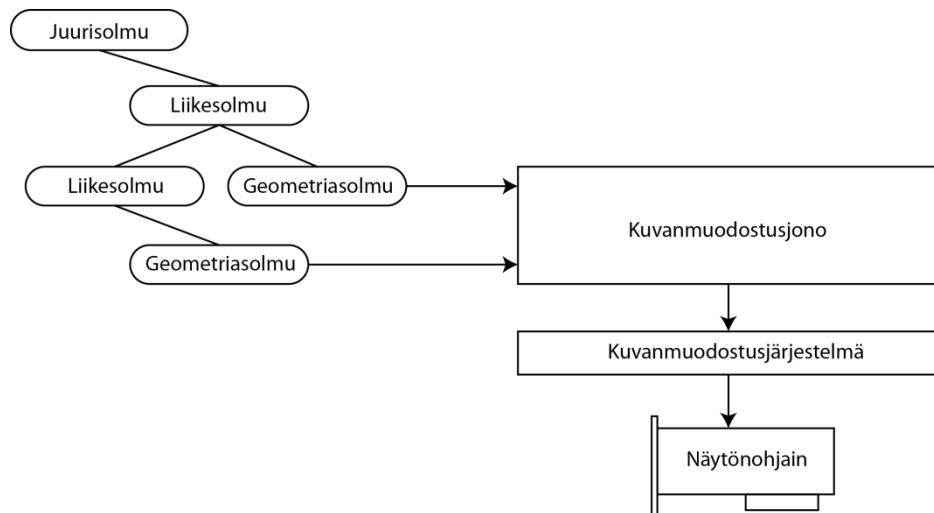 Juurisolmu
Liikesolmu
Liikesolmu
Geometriasolmu
Geometriasolmu
Kuvanmuodostusjono
Kuvanmuodostusjärjestelmä
Näytönohjain